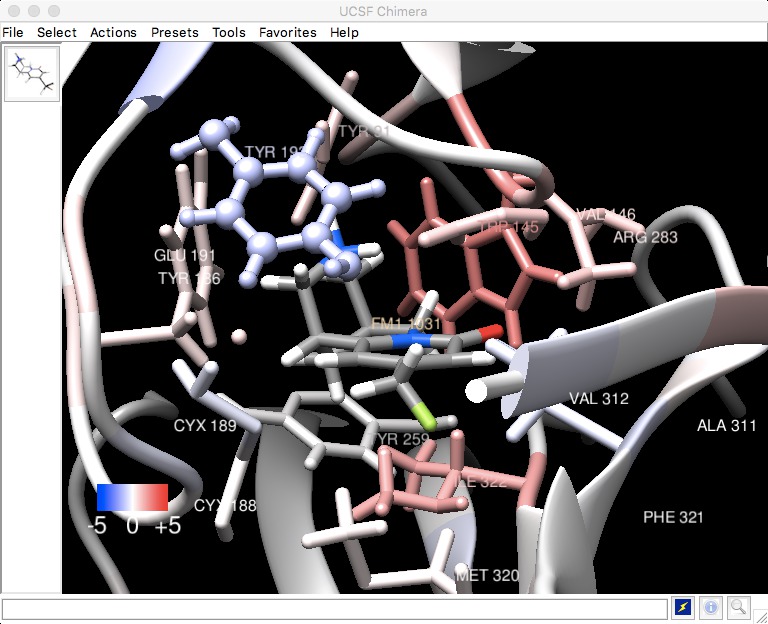 UCSF Chimera
File Select Actions Presets Tools Favorites Help
TYR 91
TYR 192
VAL 146
TRP 145
ARG 283
GLU 191
TYR 186
FM1 1031
VAL 312
ALA 311
CYX 189
TYR 259
ILE 322
CYX 188
-5 0 +5
PHE 321
MET 320